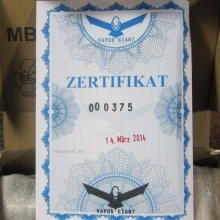 MB
VAPOR GIANT
ZERTIFIKAT
000375
14. März 2014
VAPOR GIANT